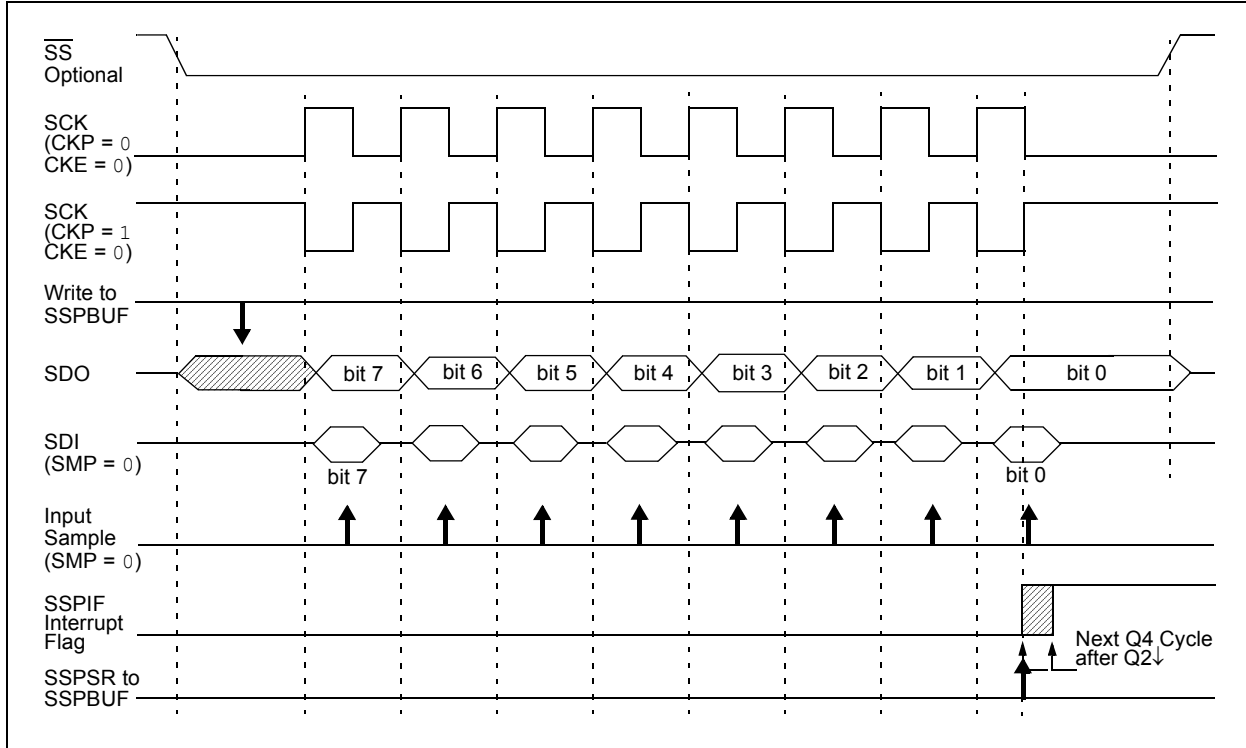 SS
Optional
SCK
(CKP = 0
CKE = 0)
SCK
(CKP = 1
CKE = 0)
Write to
SSPBUF
SDO
bit 7
bit 6
bit 5
bit 4
bit 3
bit 2
bit 1
bit 0
SDI
(SMP = 0)
bit 7
bit 0
Input
Sample
(SMP = 0)
SSPIF
Interrupt
Flag
Next Q4 Cycle
after Q2↓
SSPSR to
SSPBUF